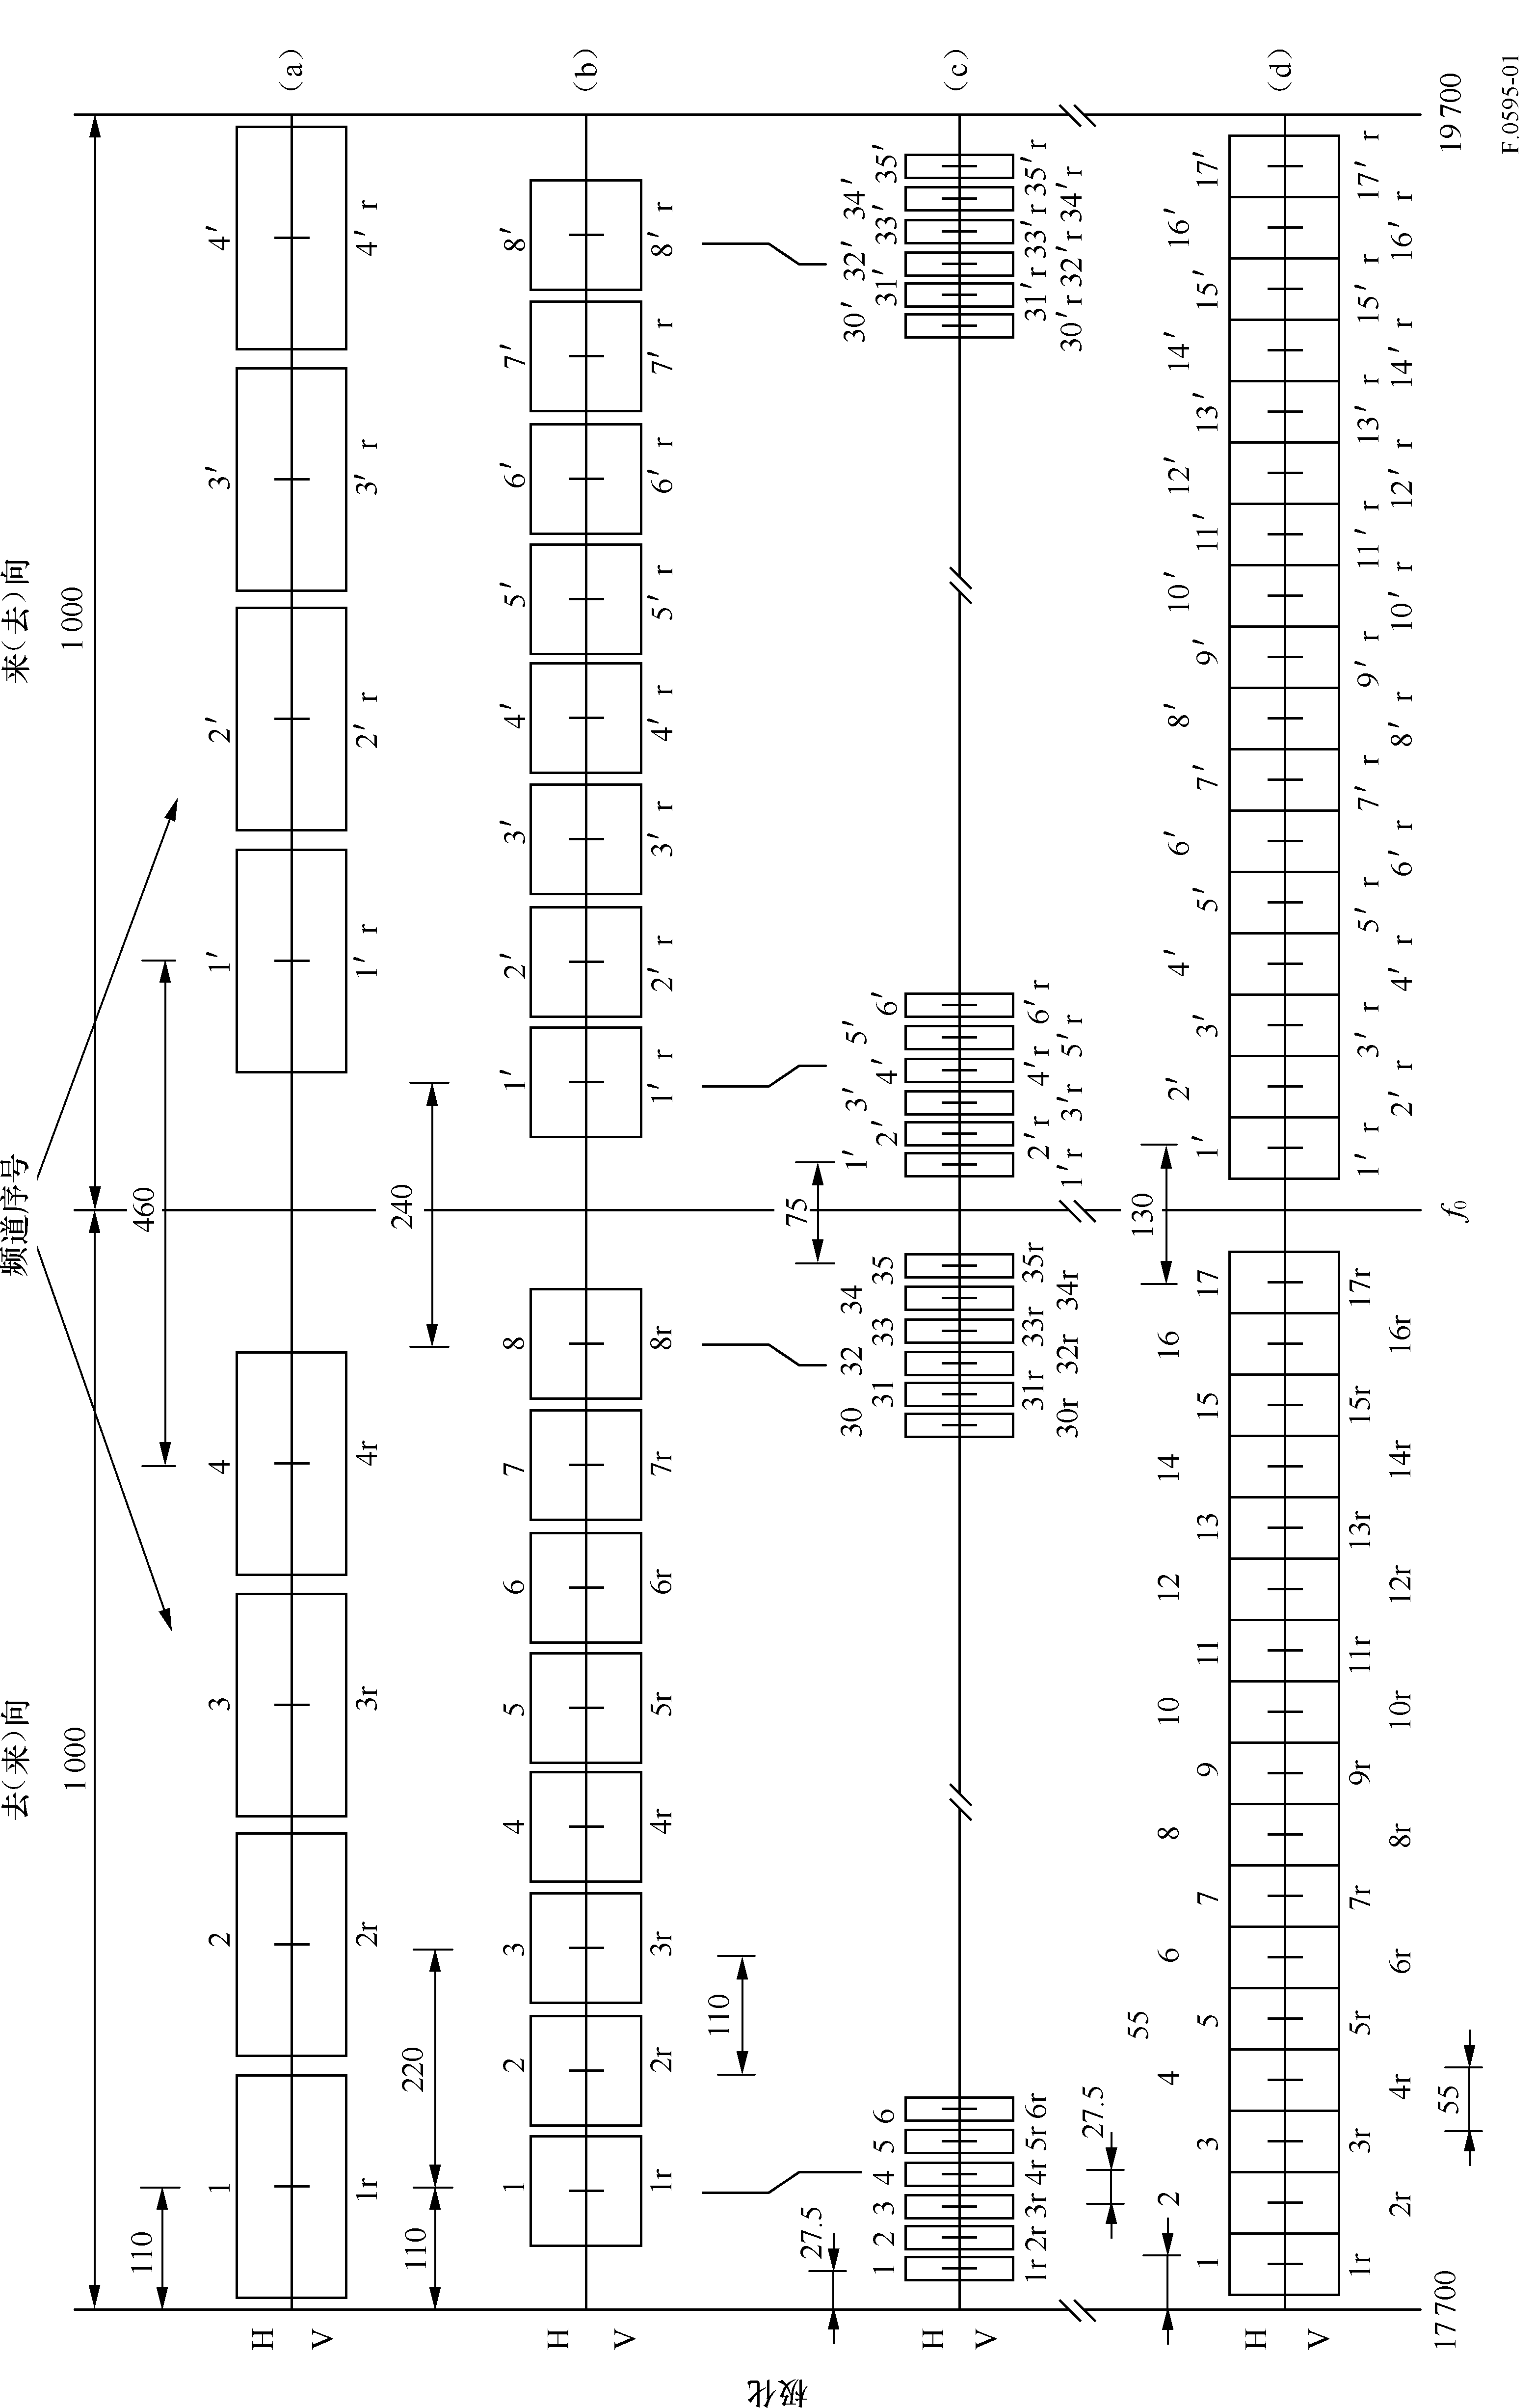 去(来)向 来(去)向
频道序号
1 000 1 000
110 460
1 2 3 4 1′ 2′ 3′ 4′
H
(a)
V
1r 2r 3r 4r 1′ r 2′ r 3′ r 4′ r
110 220 240
1 2 3 4 5 6 7 8 1′ 2′ 3′ 4′ 5′ 6′ 7′ 8′
H
(b)
V
1r 2r 3r 4r 5r 6r 7r 8r 1′ r 2′ r 3′ r 4′ r 5′ r 6′ r 7′ r 8′ r
110
极化
27.5 75
30 32 34 1′ 3′ 5′ 30′ 32′ 34′
1 2 3 4 5 6 31 33 35 2′ 4′ 6′ 31′ 33′ 35′
H
(c)
V
1r 2r 3r 4r 5r 6r 31r 33r 35r 2′r 4′r 6′r 31′r 33′r 35′r
30r 32r 34r 1′r 3′r 5′r 30′r 32′r 34′r
27.5
55 130
2 4 6 8 10 12 14 16 2′ 4′ 6′ 8′ 10′ 12′ 14′ 16′
1 3 5 7 9 11 13 15 17 1′ 3′ 5′ 7′ 9′ 11′ 13′ 15′ 17′
H
(d)
V
1r 3r 5r 7r 9r 11r 13r 15r 17r 1′ r 3′ r 5′ r 7′ r 9′ r 11′ r 13′ r 15′ r 17′ r
2r 4r 6r 8r 10r 12r 14r 16r 2′ r 4′ r 6′ r 8′ r 10′ r 12′ r 14′ r 16′ r
55
17 700 f0 19 700
F.0595-01